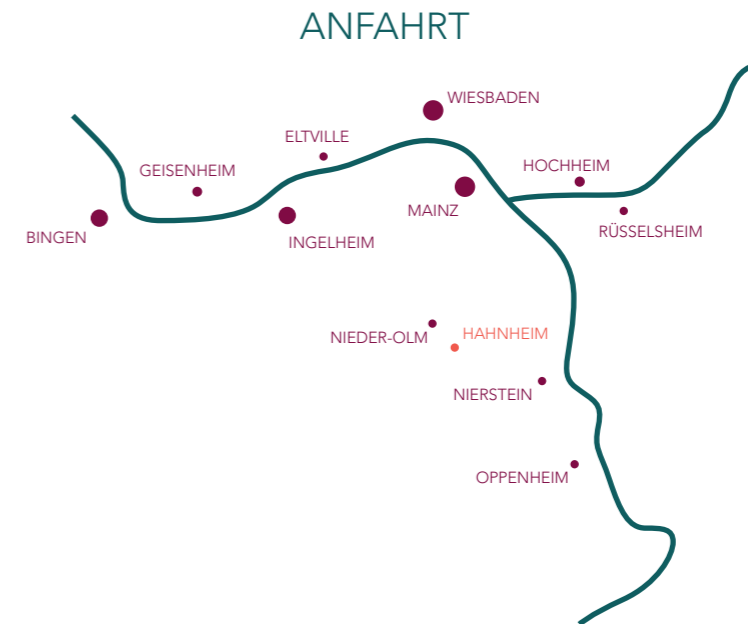 ANFAHRT
WIESBADEN
ELTVILLE
GEISENHEIM
HOCHHEIM
MAINZ
RÜSSELSHEIM
BINGEN
INGELHEIM
NIEDER-OLM
HAHNHEIM
NIERSTEIN
OPPENHEIM